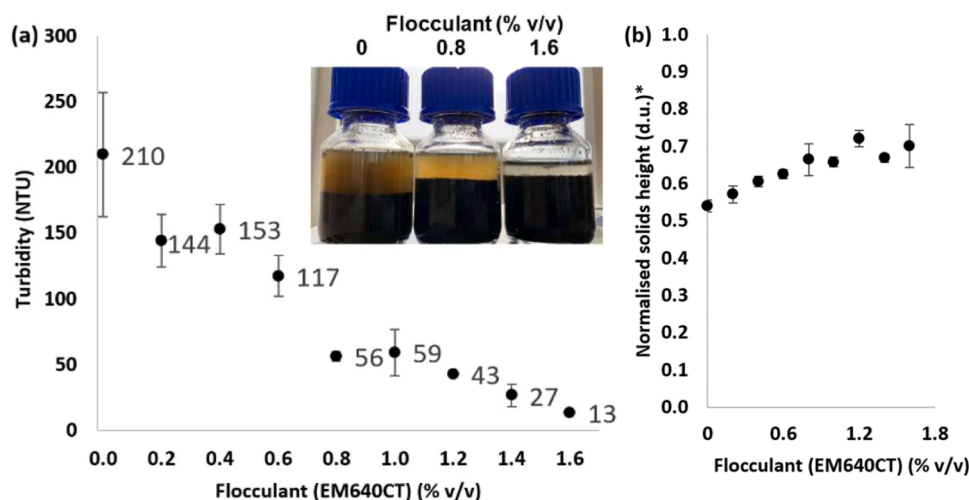 Flocculant (% v/v)
0 0.8 1.6
(a)
Turbidity (NTU)
300
250
200
150
100
50
0
210
144
153
117
56
59
43
27
13
0.0 0.2 0.4 0.6 0.8 1.0 1.2 1.4 1.6
Flocculant (EM640CT) (% v/v)
(b)
Normalised solids height (d.u.)*
1.0
0.9
0.8
0.7
0.6
0.5
0.4
0.3
0.2
0.1
0.0
0 0.6 1.2 1.8
Flocculant (EM640CT) (% v/v)